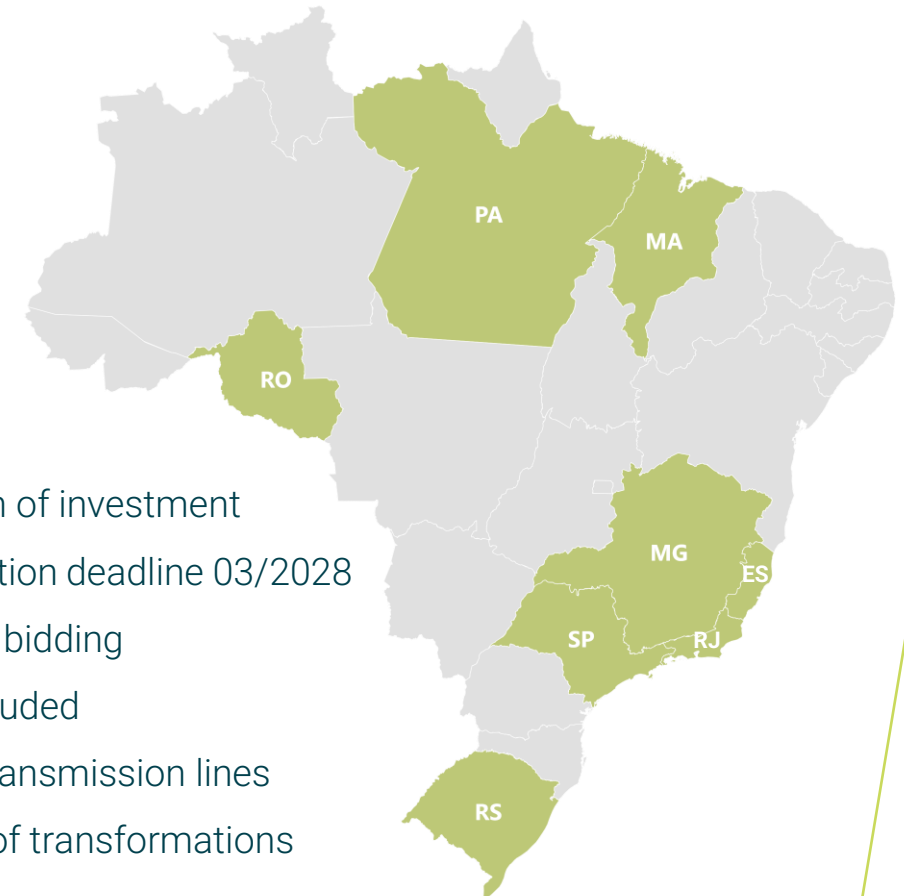 PA
MA
RO
of investment
tion deadline 03/2028
bidding
uded
ansmission lines
of transformations
MG
ES
SP
RJ
RS